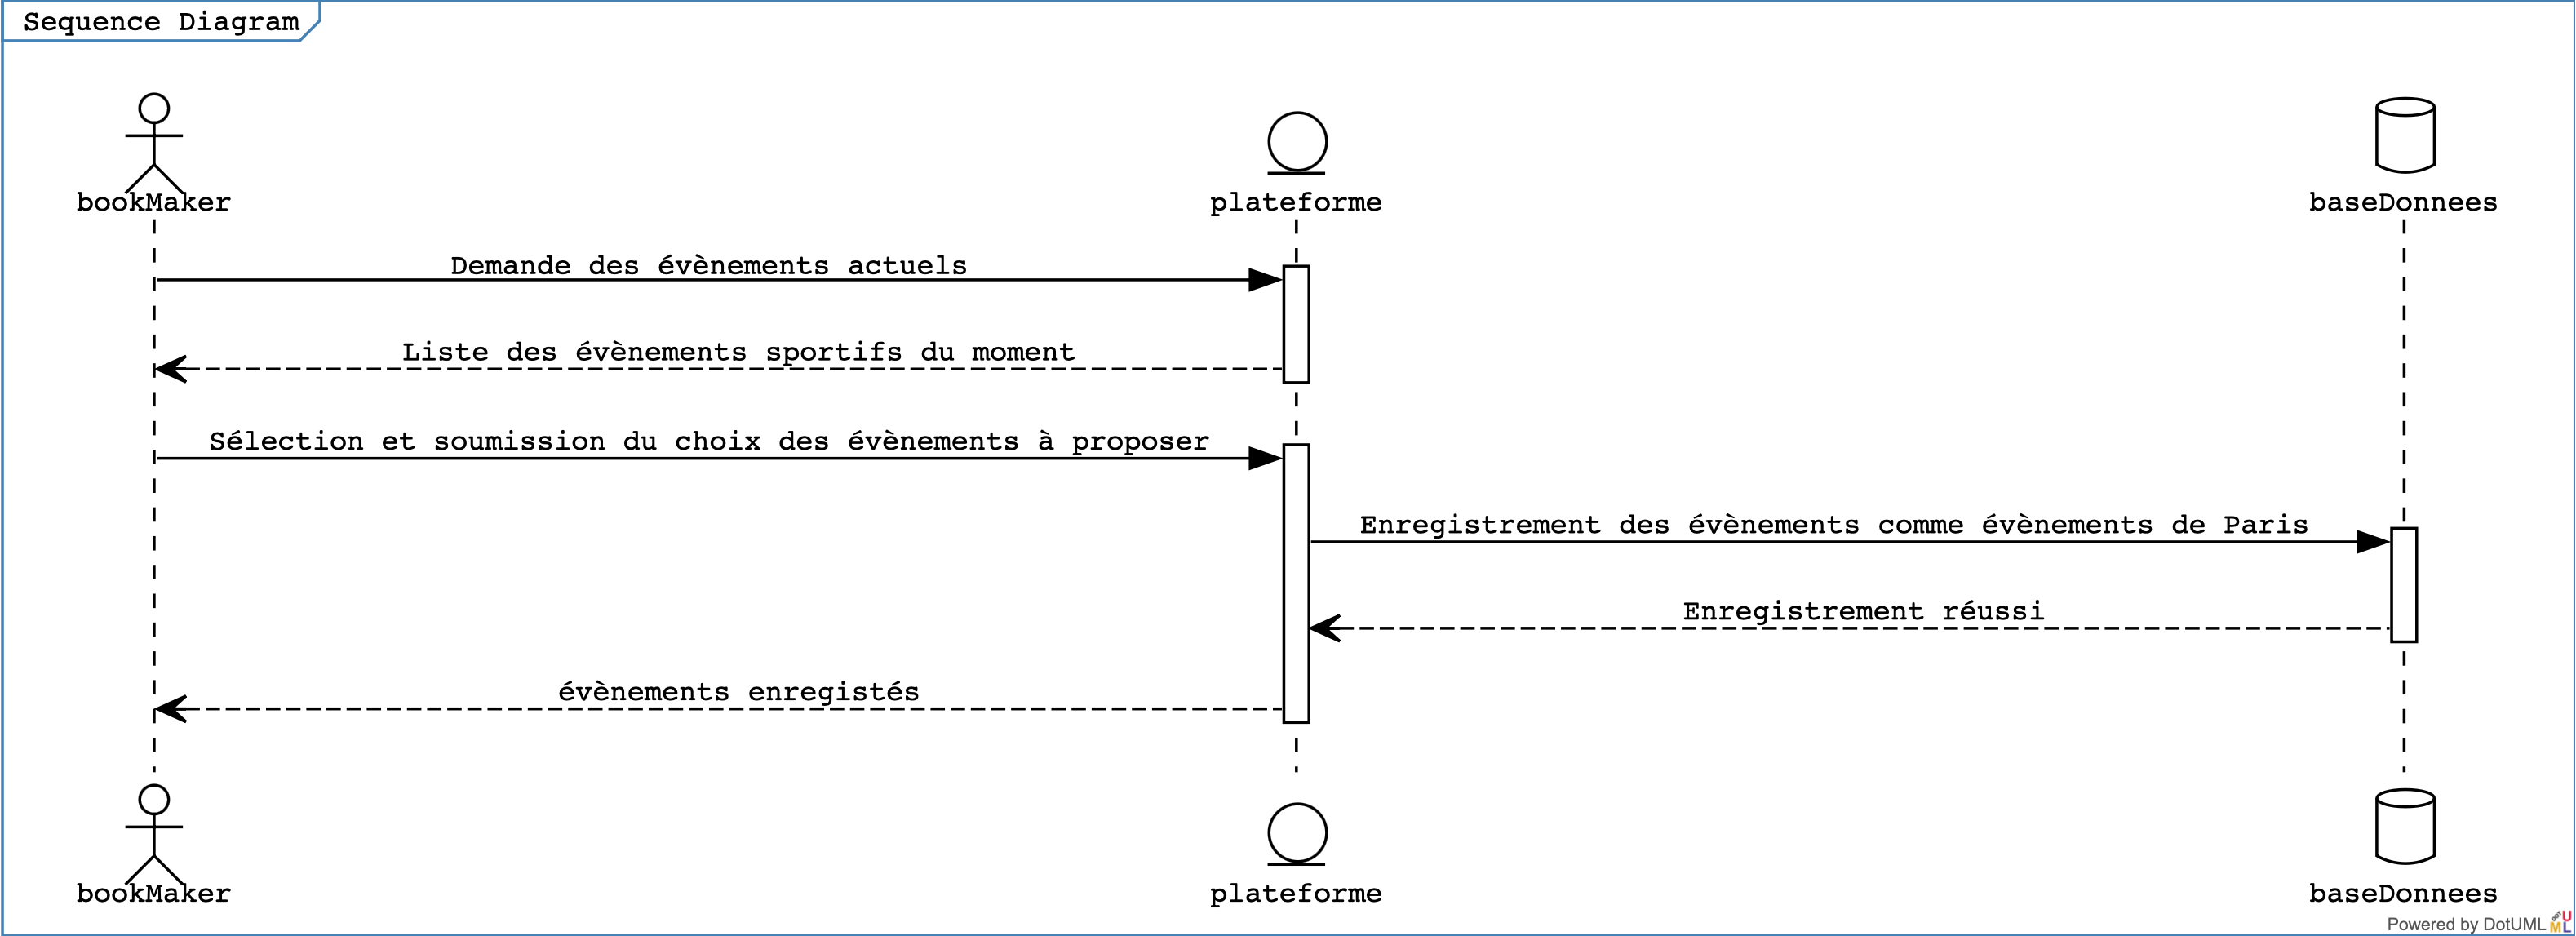 Sequence Diagram
bookMaker
plateforme
baseDonnees
Demande des évènements actuels
Liste des évènements sportifs du moment
Sélection et soumission du choix des évènements à proposer
Enregistrement des évènements comme évènements de Paris
Enregistrement réussi
évènements enregistés
bookMaker
plateforme
baseDonnees
Powered by DotUML
DOT
U
ML